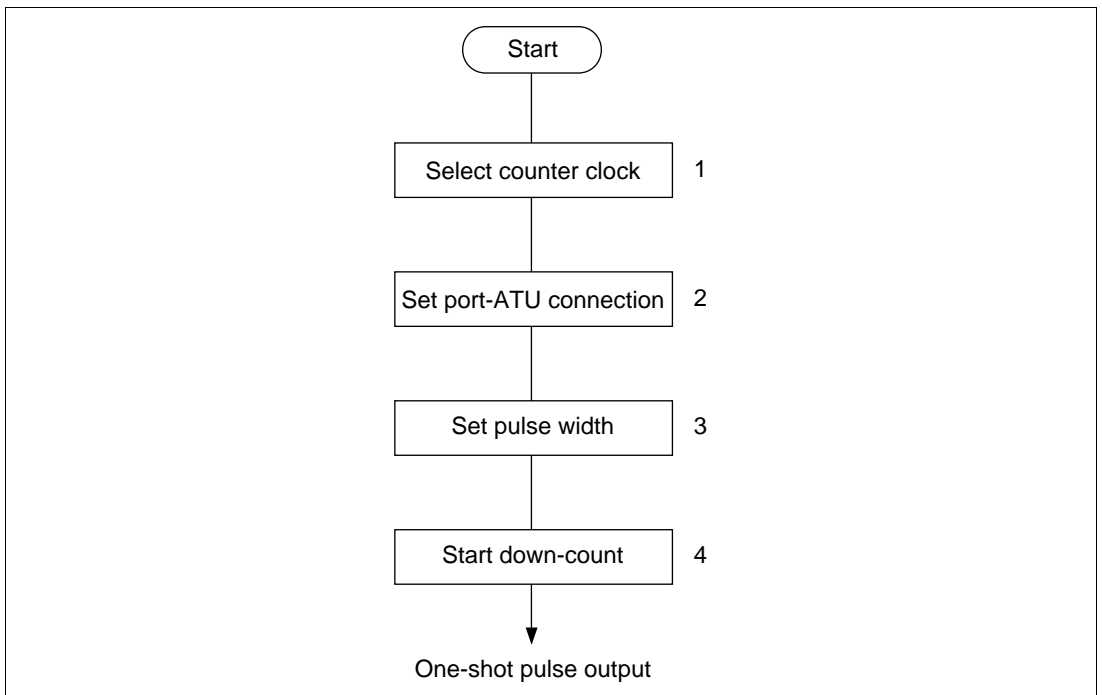 Start
Select counter clock 1
Set port-ATU connection 2
Set pulse width 3
Start down-count 4
One-shot pulse output